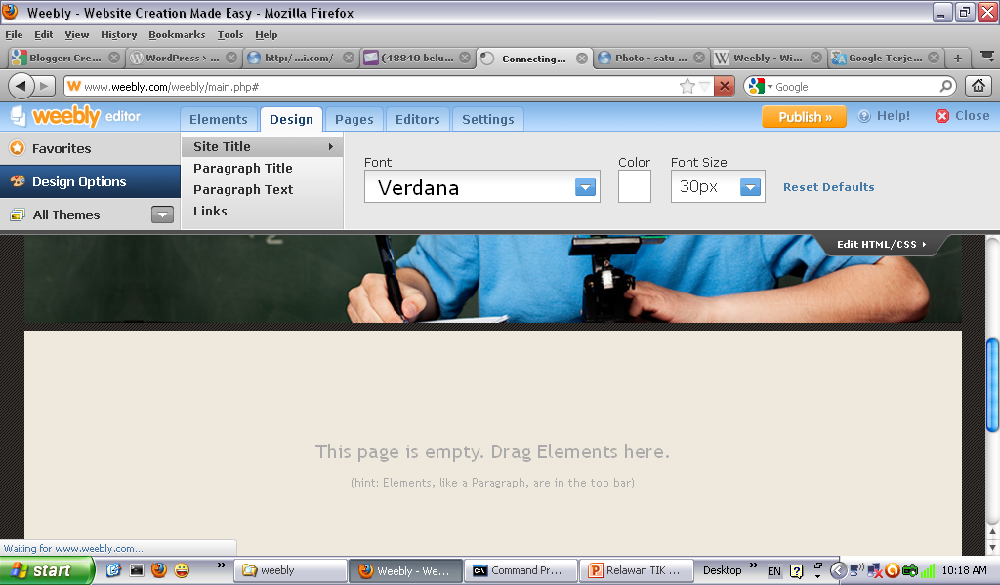 Weebly - Website Creation Made Easy - Mozilla Firefox
File Edit View History Bookmarks Tools Help
Blogger: Cre... WordPress › ... http:/...i.com/ (48840 belu... Connecting... Photo - satu ... Weebly - Wi... Google Terje...
www.weebly.com/weebly/main.php# Google
weebly editor Elements Design Pages Editors Settings Publish » Help! Close
Favorites
Design Options
All Themes
Site Title
Paragraph Title
Paragraph Text
Links
Font Color Font Size
Verdana 30px Reset Defaults
Edit HTML/CSS
This page is empty. Drag Elements here.
(hint: Elements, like a Paragraph, are in the top bar)
Waiting for www.weebly.com...
start weebly Weebly - We... Command Pr... Relawan TIK ... Desktop EN 10:18 AM